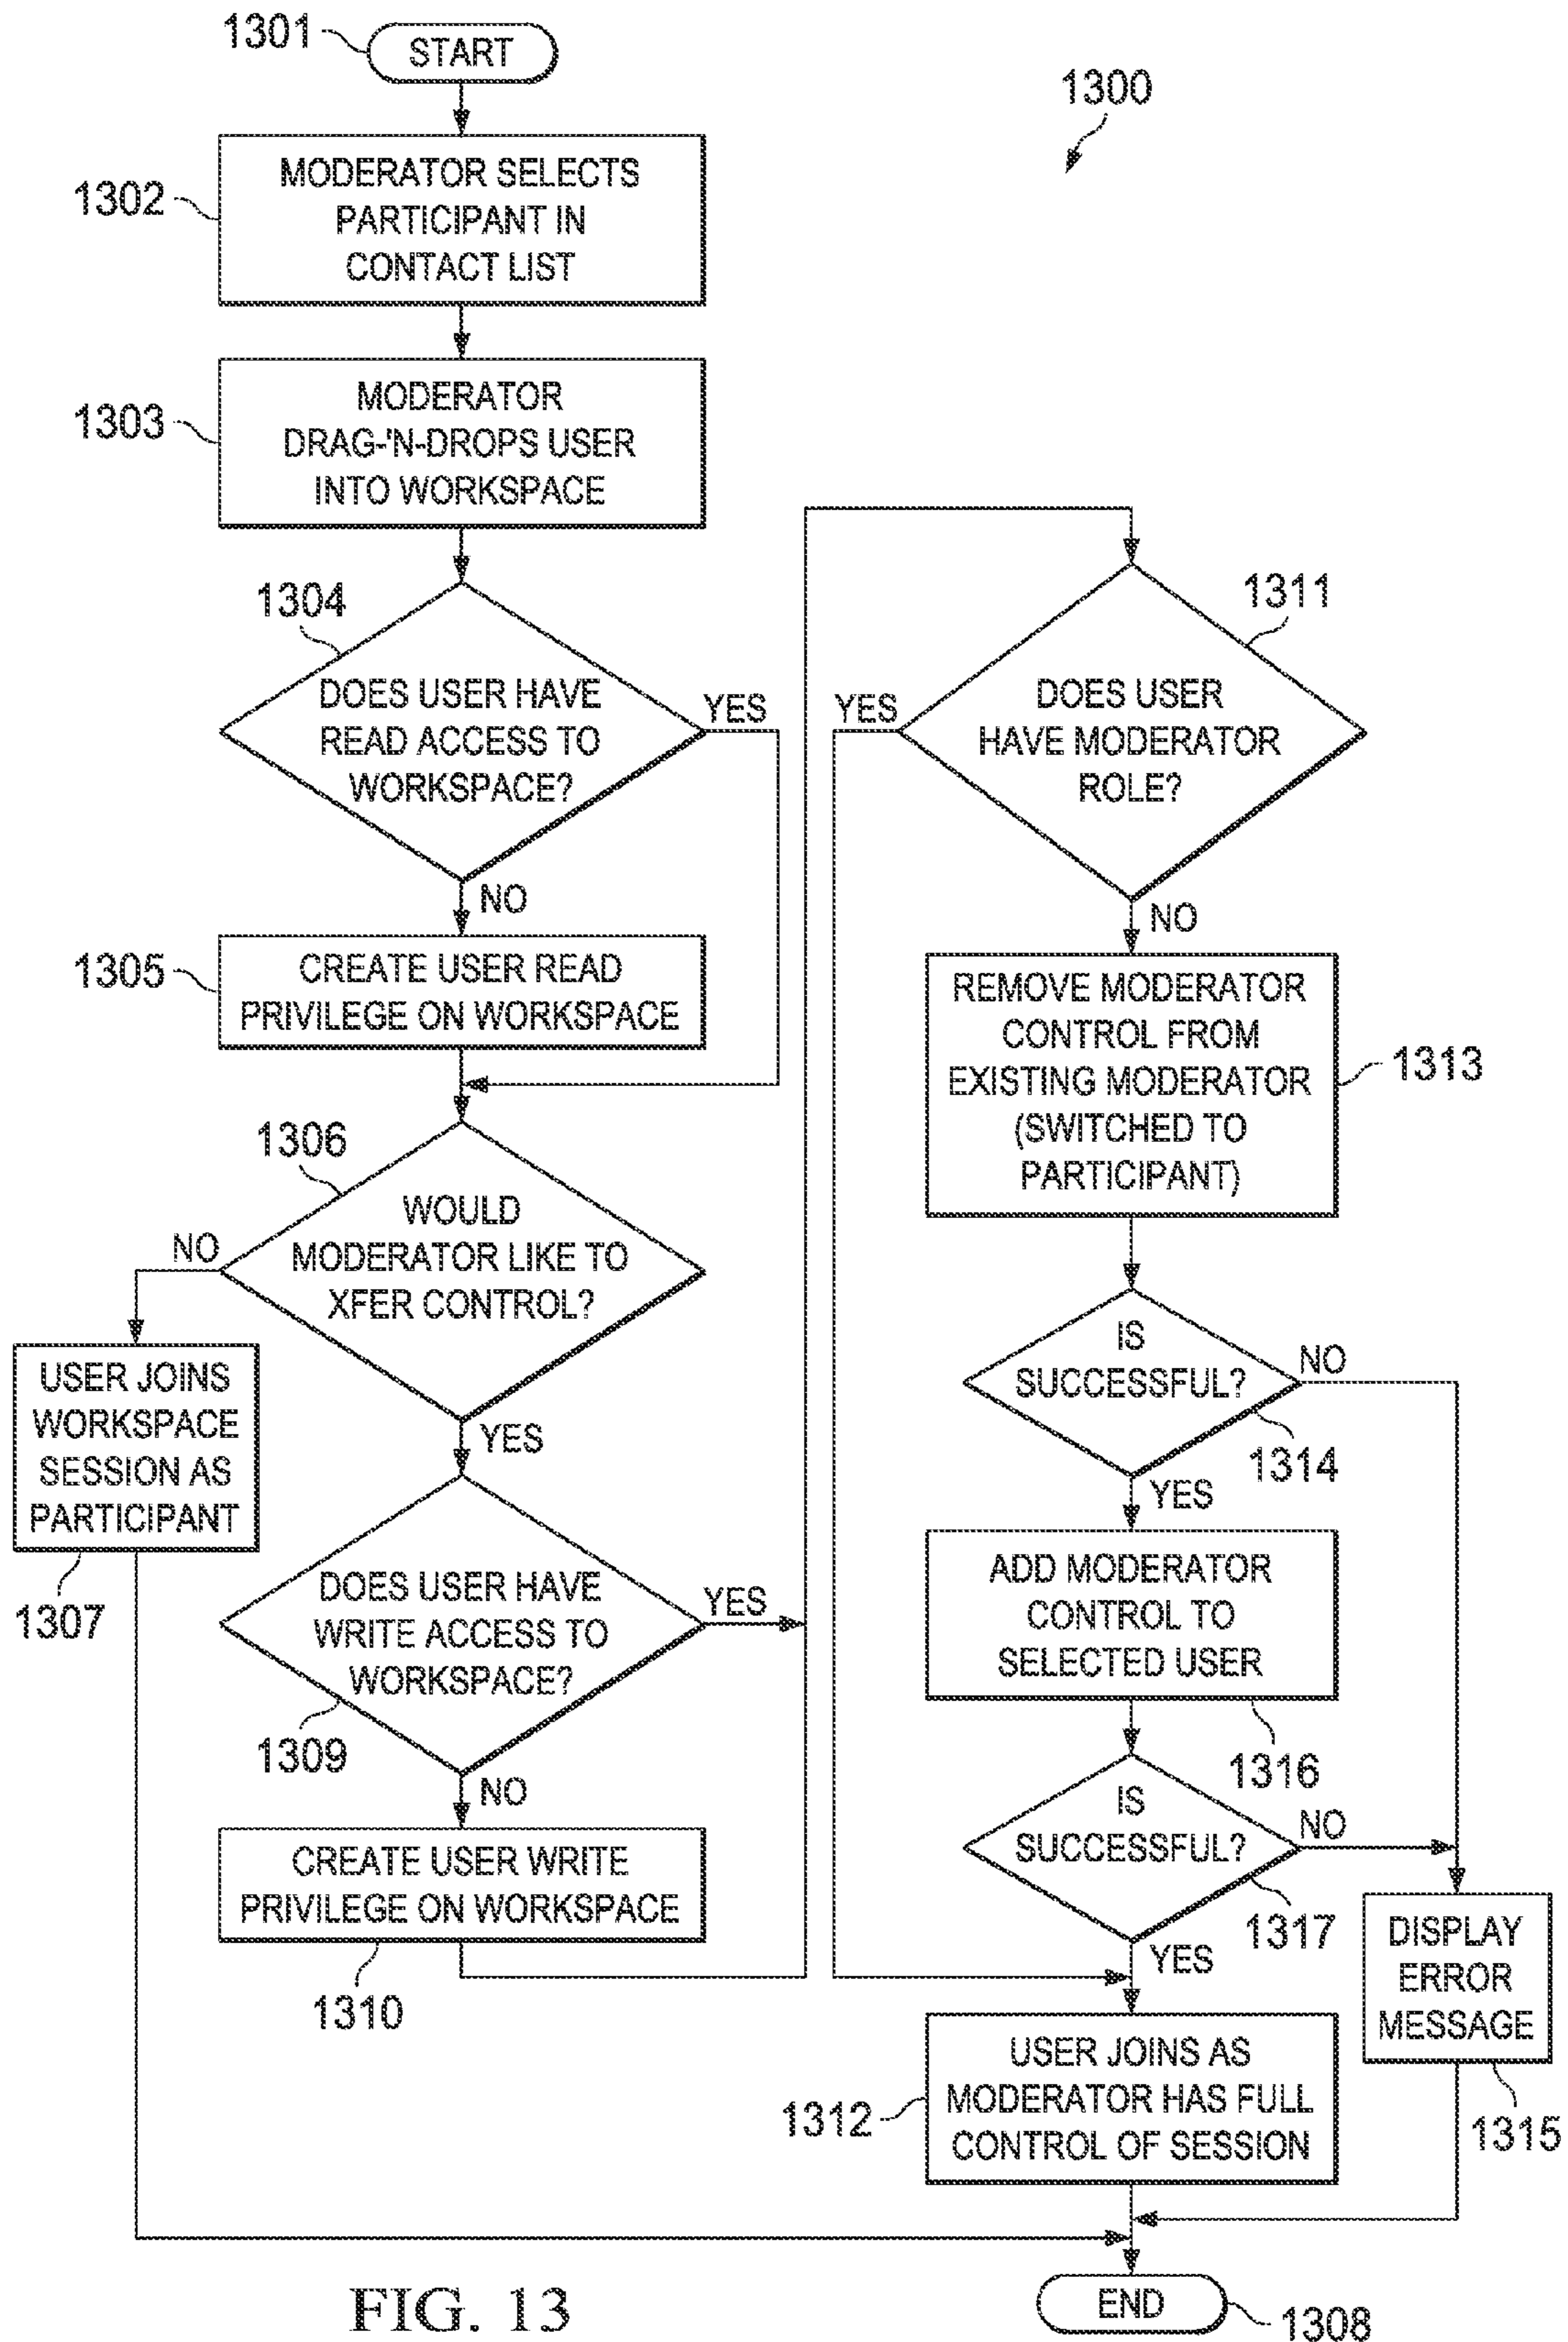 1301
START
1300
1302
MODERATOR SELECTS
PARTICIPANT IN
CONTACT LIST
1303
MODERATOR
DRAG-'N-DROPS USER
INTO WORKSPACE
1304
DOES USER HAVE
READ ACCESS TO
WORKSPACE?
YES
NO
1305
CREATE USER READ
PRIVILEGE ON WORKSPACE
1306
WOULD
MODERATOR LIKE TO
XFER CONTROL?
NO
YES
USER JOINS
WORKSPACE
SESSION AS
PARTICIPANT
1307
DOES USER HAVE
WRITE ACCESS TO
WORKSPACE?
YES
1309
NO
CREATE USER WRITE
PRIVILEGE ON WORKSPACE
1310
1311
DOES USER
HAVE MODERATOR
ROLE?
YES
NO
REMOVE MODERATOR
CONTROL FROM
EXISTING MODERATOR
(SWITCHED TO
PARTICIPANT)
1313
IS
SUCCESSFUL?
NO
1314
YES
ADD MODERATOR
CONTROL TO
SELECTED USER
1316
IS
SUCCESSFUL?
NO
1317
YES
DISPLAY
ERROR
MESSAGE
1315
1312
USER JOINS AS
MODERATOR HAS FULL
CONTROL OF SESSION
END
1308
FIG. 13